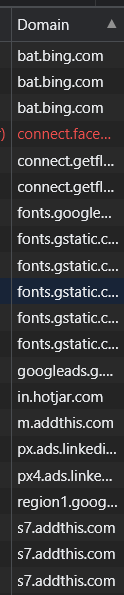 Domain
bat.bing.com
bat.bing.com
bat.bing.com
connect.face...
connect.getfl...
connect.getfl...
fonts.google...
fonts.gstatic.c...
fonts.gstatic.c...
fonts.gstatic.c...
fonts.gstatic.c...
fonts.gstatic.c...
googleads.g....
in.hotjar.com
m.addthis.com
px.ads.linkedi...
px4.ads.linke...
region1.goog...
s7.addthis.com
s7.addthis.com
s7.addthis.com